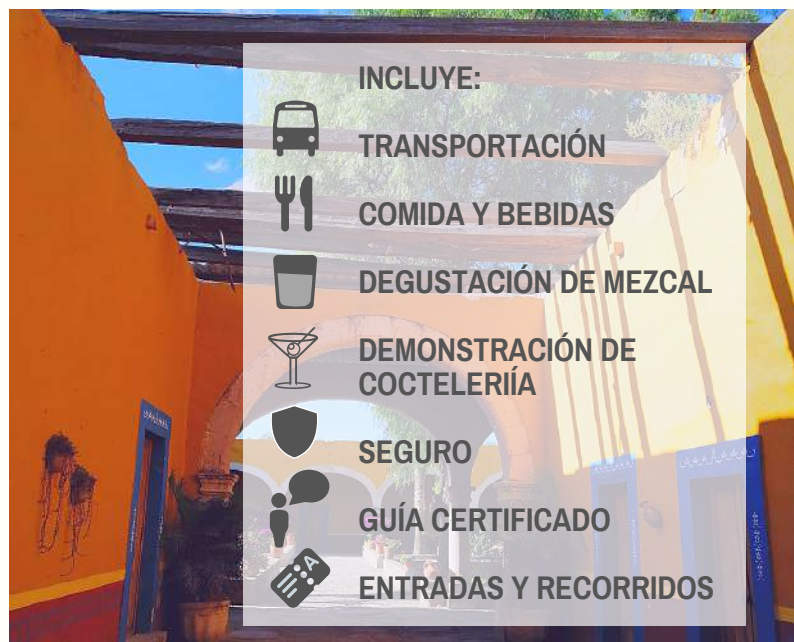 INCLUYE:
TRANSPORTACIÓN
COMIDA Y BEBIDAS
DEGUSTACIÓN DE MEZCAL
DEMONSTRACIÓN DE
COCTELERIÍA
SEGURO
GUÍA CERTIFICADO
ENTRADAS Y RECORRIDOS